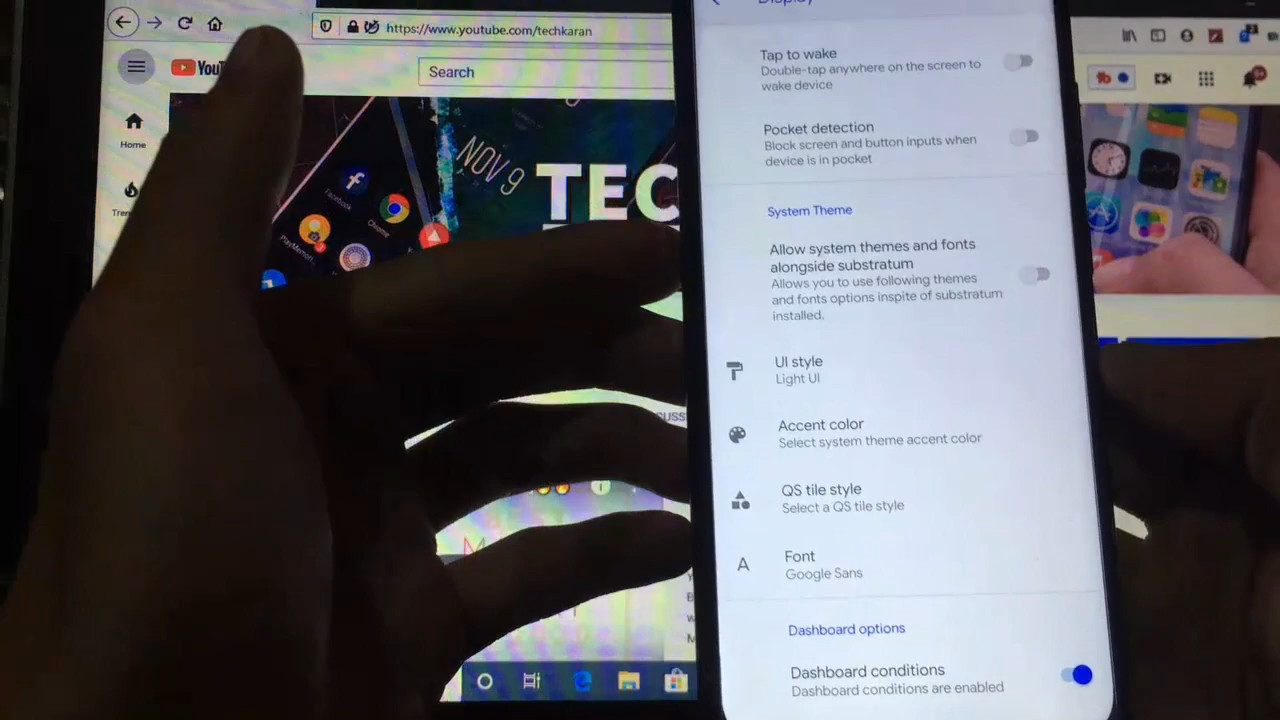 https://www.youtube.com/techkaran
YouT
Search
Home
NOV 9
TEC
Facebook
Chrome
Display
Tap to wake
Double-tap anywhere on the screen to
wake device
Pocket detection
Block screen and button inputs when
device is in pocket
System Theme
Allow system themes and fonts
alongside substratum
Allows you to use following themes
and fonts options inspite of substratum
installed.
UI style
Light UI
Accent color
Select system theme accent color
QS tile style
Select a QS tile style
A
Font
Google Sans
Dashboard options
Dashboard conditions
Dashboard conditions are enabled